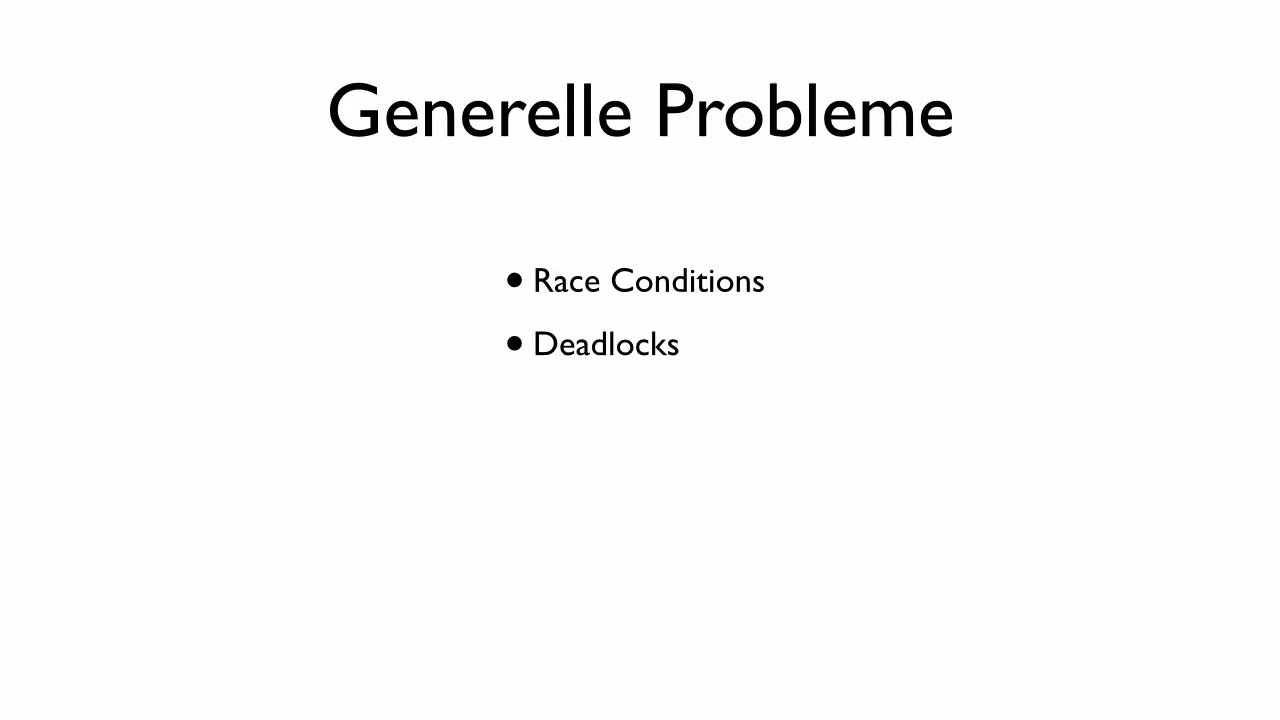 Generelle Probleme
• Race Conditions
• Deadlocks